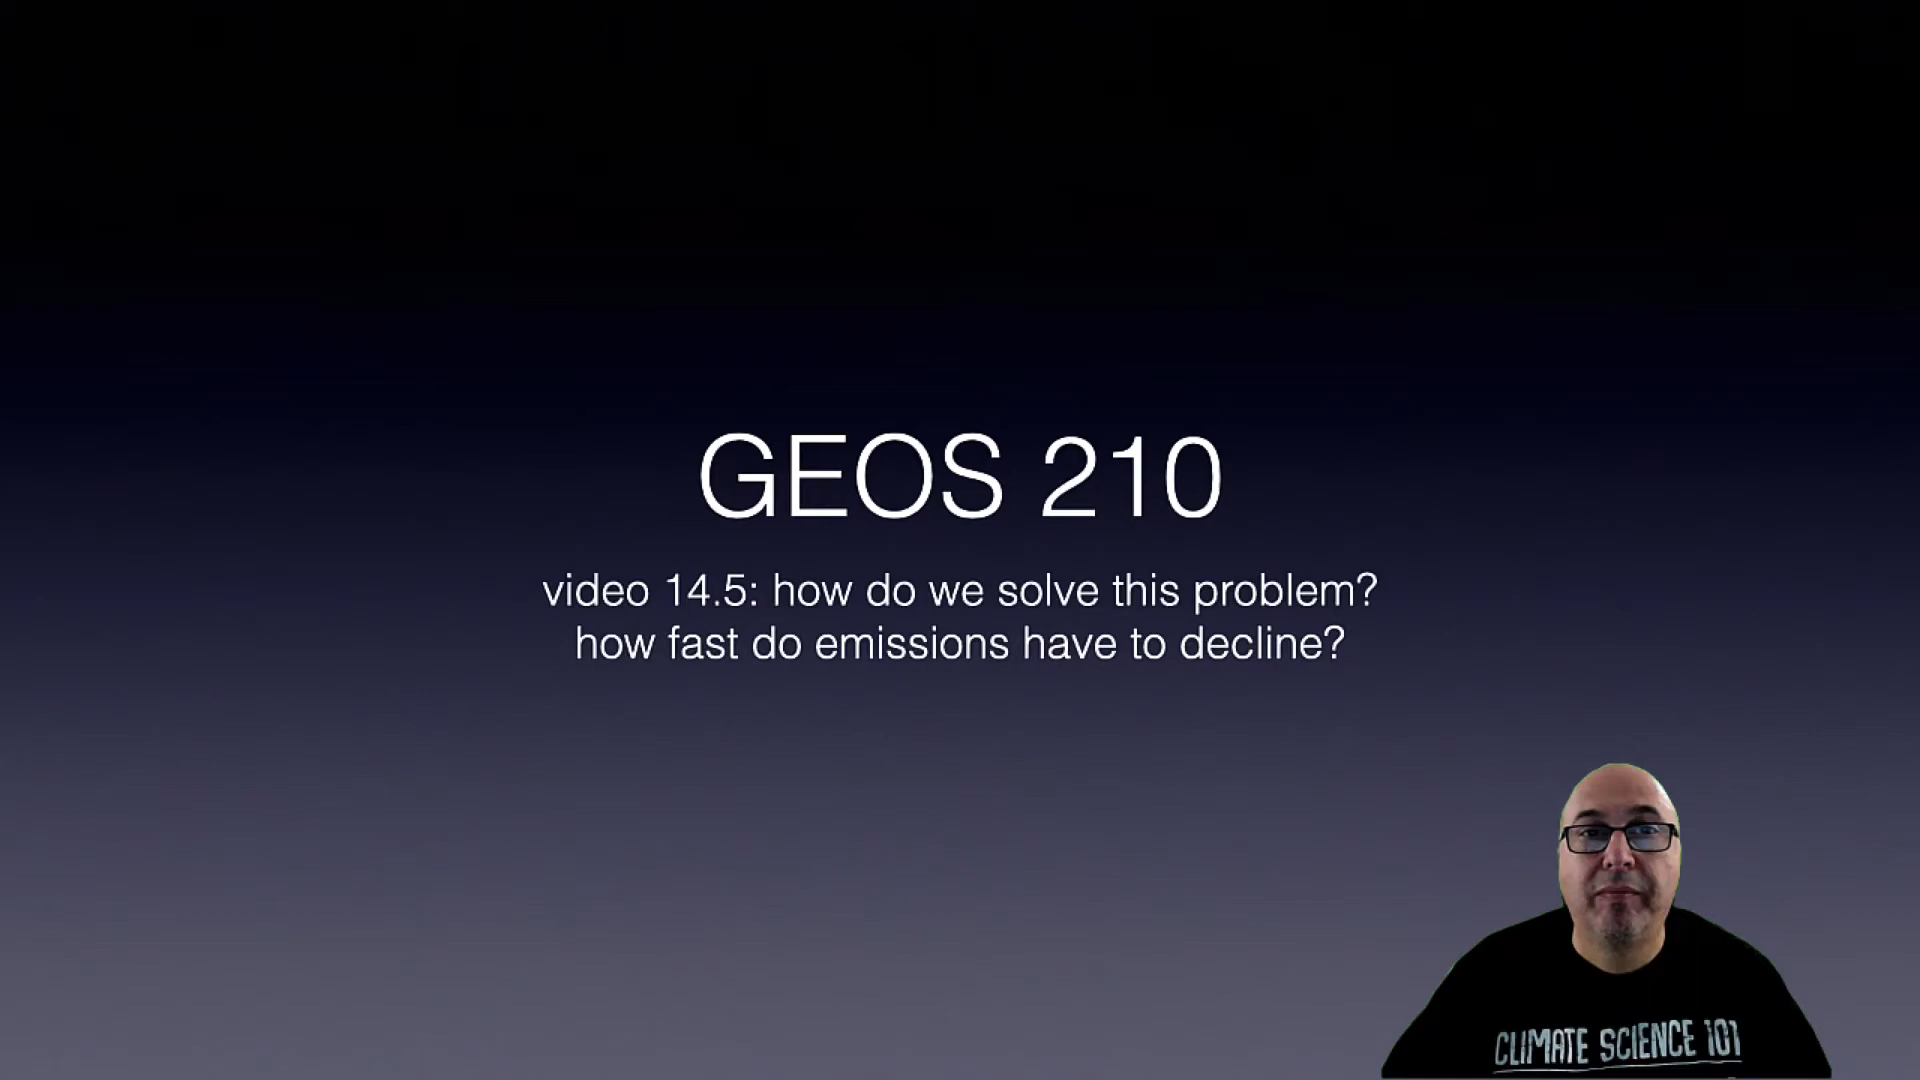 GEOS 210
video 14.5: how do we solve this problem?
how fast do emissions have to decline?
CLIMATE SCIENCE 101